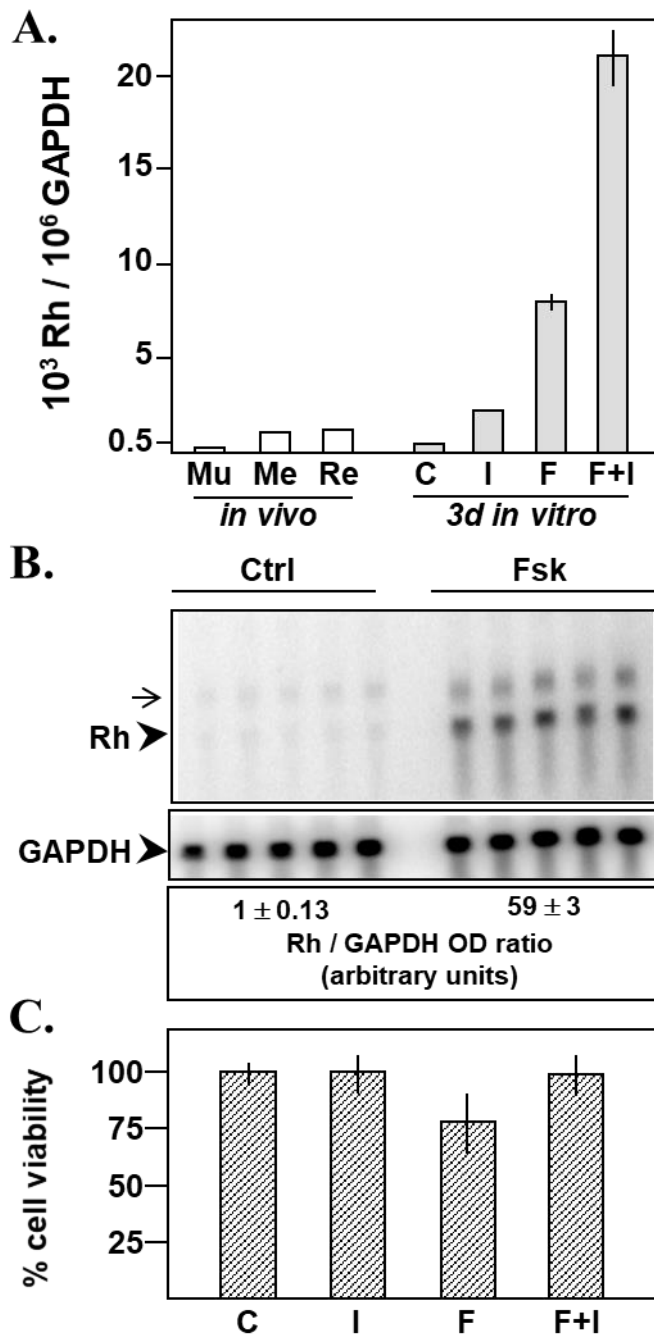 A.
10³ Rh / 10⁶ GAPDH
20
15
10
5
0.5
Mu Me Re C I F F+I
in vivo 3d in vitro
B.
Ctrl Fsk
Rh
GAPDH
1 ± 0.13 59 ± 3
Rh / GAPDH OD ratio
(arbitrary units)
C.
% cell viability
100
75
50
25
C I F F+I